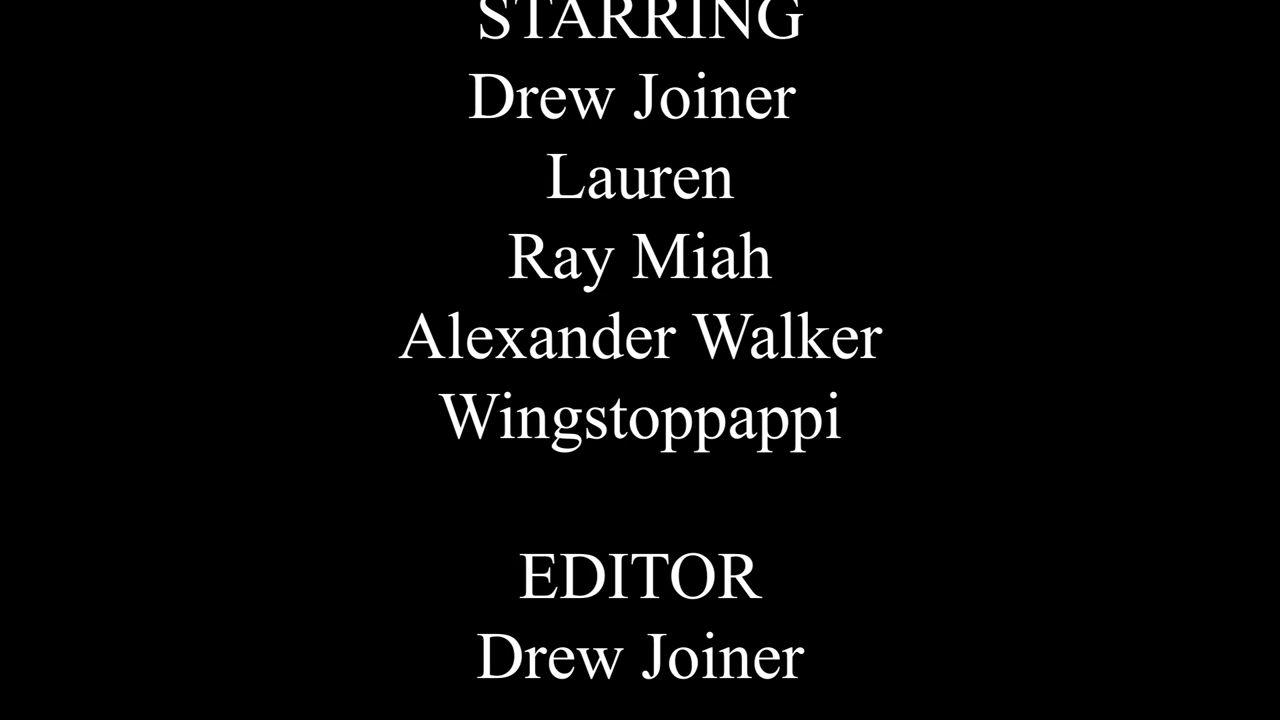 STARRING
Drew Joiner
Lauren
Ray Miah
Alexander Walker
Wingstoppappi
EDITOR
Drew Joiner